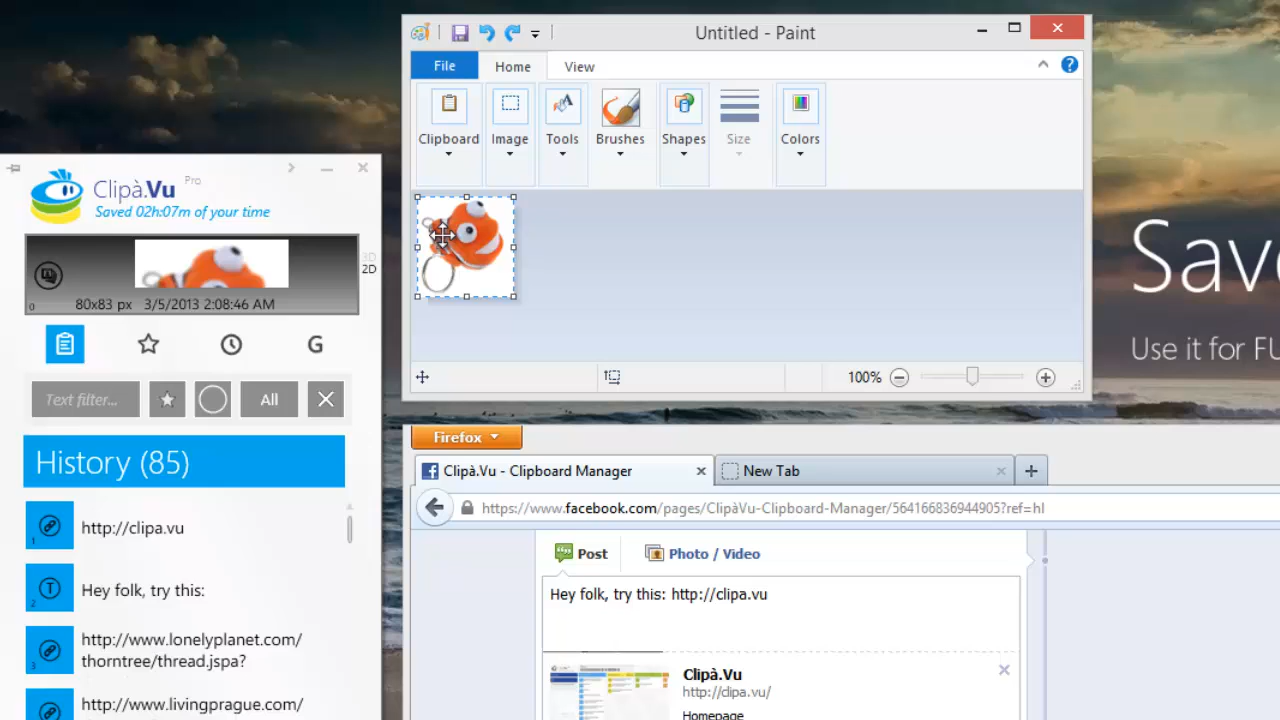 Untitled - Paint
File Home View
Clipboard Image Tools Brushes Shapes Size Colors
100%
Clipà.Vu Pro
Saved 02h:07m of your time
3D
2D
0 80x83 px 3/5/2013 2:08:46 AM
G
Text filter... All
History (85)
1 http://clipa.vu
T
2 Hey folk, try this:
3 http://www.lonelyplanet.com/
thorntree/thread.jspa?
http://www.livingprague.com/
Save
Use it for FU
Firefox
Clipà.Vu - Clipboard Manager New Tab
https://www.facebook.com/pages/ClipàVu-Clipboard-Manager/564166836944905?ref=hl
Post Photo / Video
Hey folk, try this: http://clipa.vu
Clipà.Vu
http://clipa.vu/
Homepage